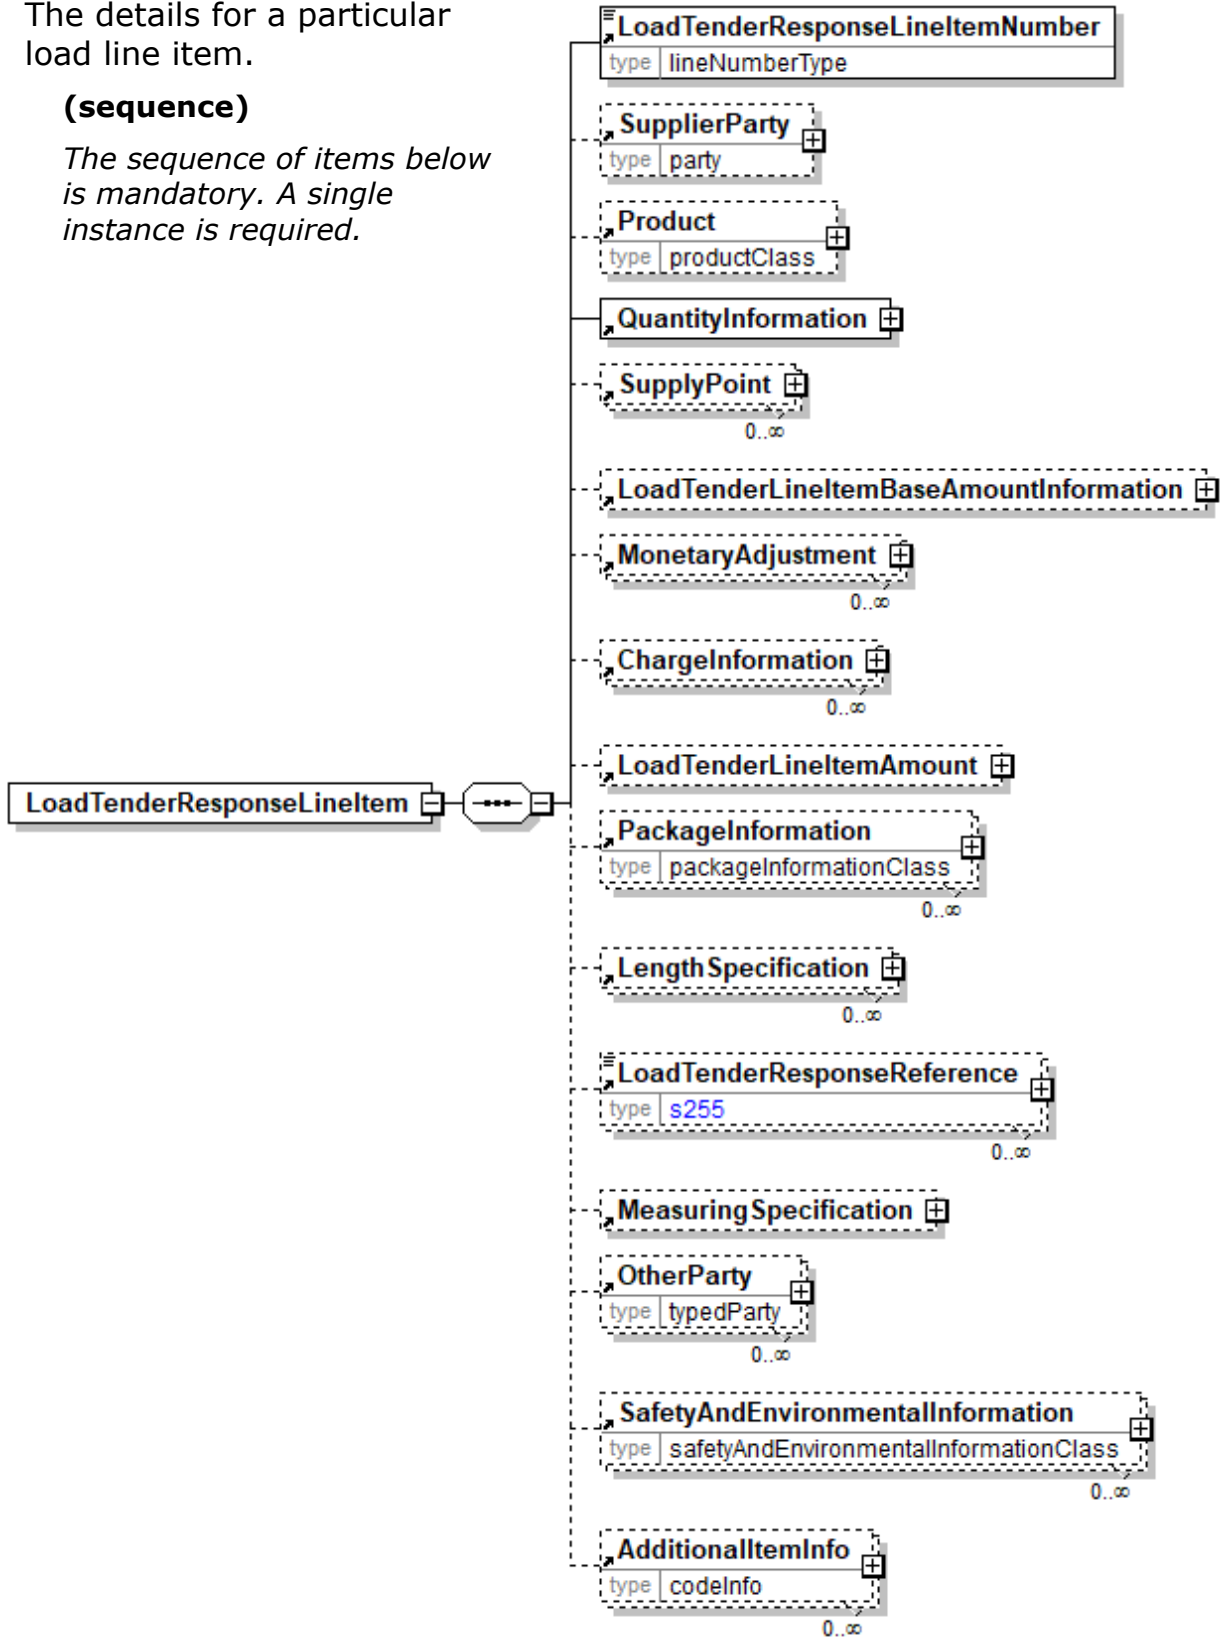 The details for a particular
load line item.
(sequence)
The sequence of items below
is mandatory. A single
instance is required.
LoadTenderResponseLineItem
LoadTenderResponseLineItemNumber
type lineNumberType
SupplierParty
type party
Product
type productClass
QuantityInformation
SupplyPoint
0..∞
LoadTenderLineItemBaseAmountInformation
MonetaryAdjustment
0..∞
ChargeInformation
0..∞
LoadTenderLineItemAmount
PackageInformation
type packageInformationClass
0..∞
LengthSpecification
0..∞
LoadTenderResponseReference
type s255
0..∞
MeasuringSpecification
OtherParty
type typedParty
0..∞
SafetyAndEnvironmentalInformation
type safetyAndEnvironmentalInformationClass
0..∞
AdditionalItemInfo
type codeInfo
0..∞